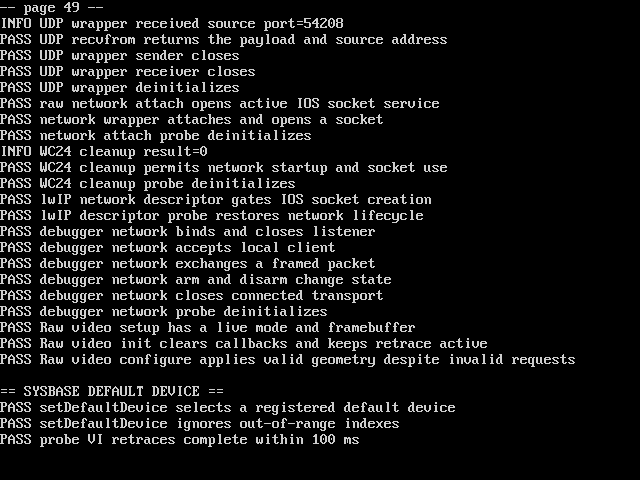 -- page 49 --
INFO UDP wrapper received source port=54208
PASS UDP recvfrom returns the payload and source address
PASS UDP wrapper sender closes
PASS UDP wrapper receiver closes
PASS UDP wrapper deinitializes
PASS raw network attach opens active IOS socket service
PASS network wrapper attaches and opens a socket
PASS network attach probe deinitializes
INFO WC24 cleanup result=0
PASS WC24 cleanup permits network startup and socket use
PASS WC24 cleanup probe deinitializes
PASS lwIP network descriptor gates IOS socket creation
PASS lwIP descriptor probe restores network lifecycle
PASS debugger network binds and closes listener
PASS debugger network accepts local client
PASS debugger network exchanges a framed packet
PASS debugger network arm and disarm change state
PASS debugger network closes connected transport
PASS debugger network probe deinitializes
PASS Raw video setup has a live mode and framebuffer
PASS Raw video init clears callbacks and keeps retrace active
PASS Raw video configure applies valid geometry despite invalid requests
== SYSBASE DEFAULT DEVICE ==
PASS setDefaultDevice selects a registered default device
PASS setDefaultDevice ignores out-of-range indexes
PASS probe VI retraces complete within 100 ms